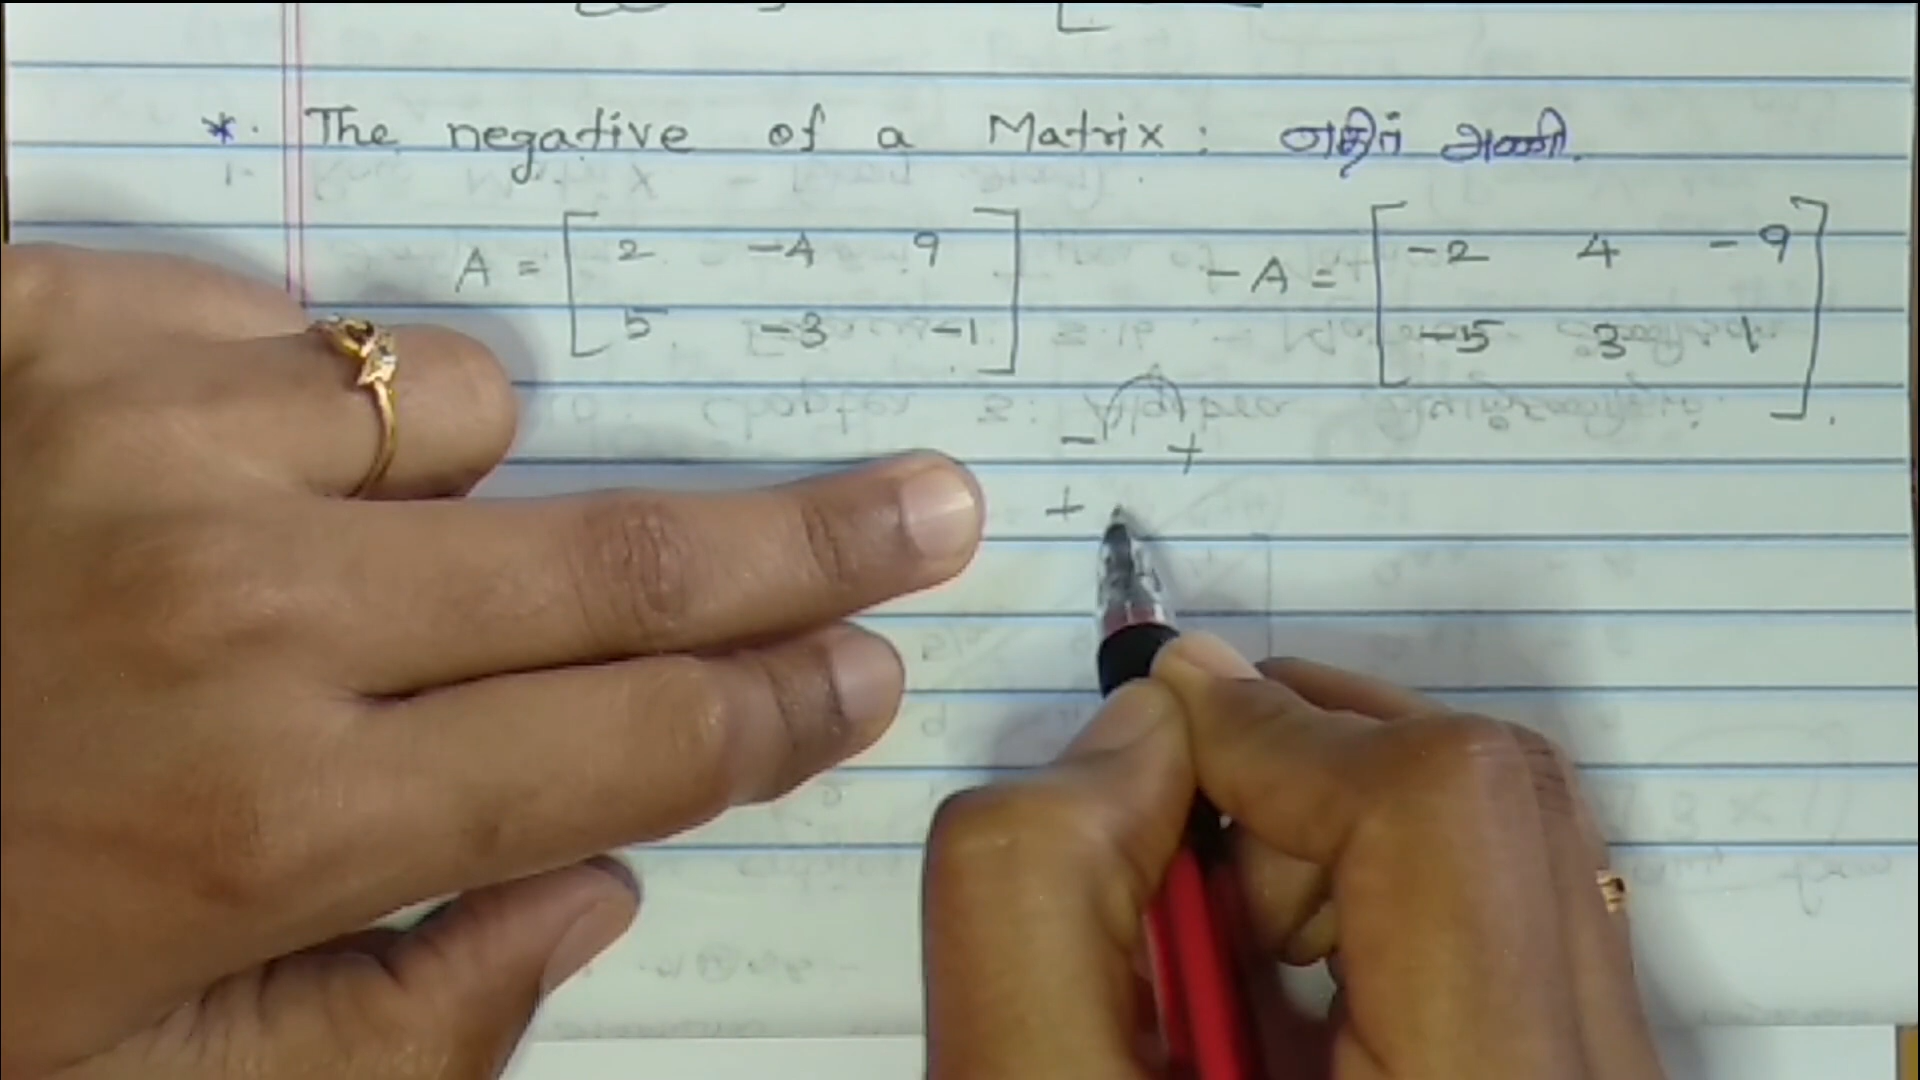 *. The negative of a Matrix: எதிர் அணி.
A = [ 2 -4 9 -A = [ -2 4 -9
5 -3 -1 ] -5 3 1 ].
- +
+